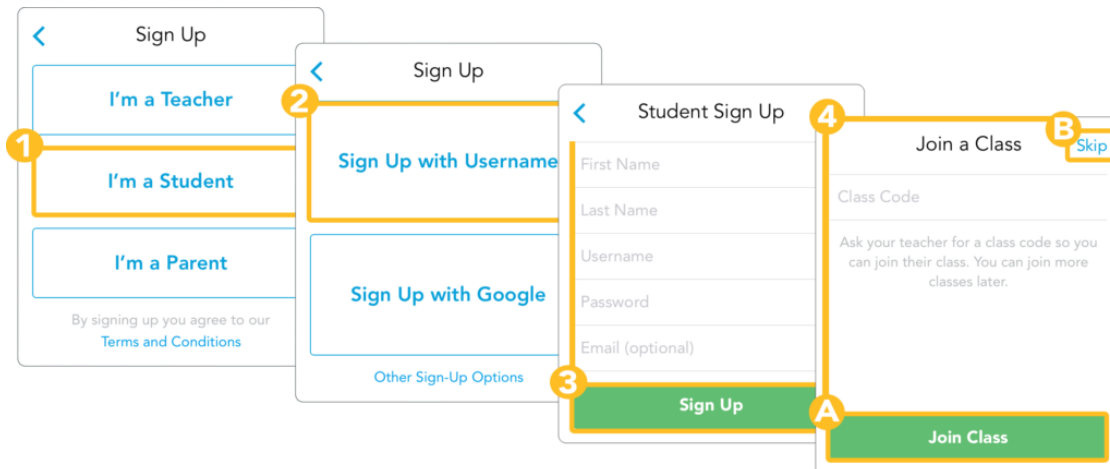 Sign Up
I'm a Teacher
1
I'm a Student
I'm a Parent
By signing up you agree to our
Terms and Conditions
Sign Up
2
Sign Up with Username
Sign Up with Google
Other Sign-Up Options
Student Sign Up
First Name
Last Name
Username
Password
Email (optional)
3
Sign Up
4
B
Join a Class
Skip
Class Code
Ask your teacher for a class code so you
can join their class. You can join more
classes later.
A
Join Class